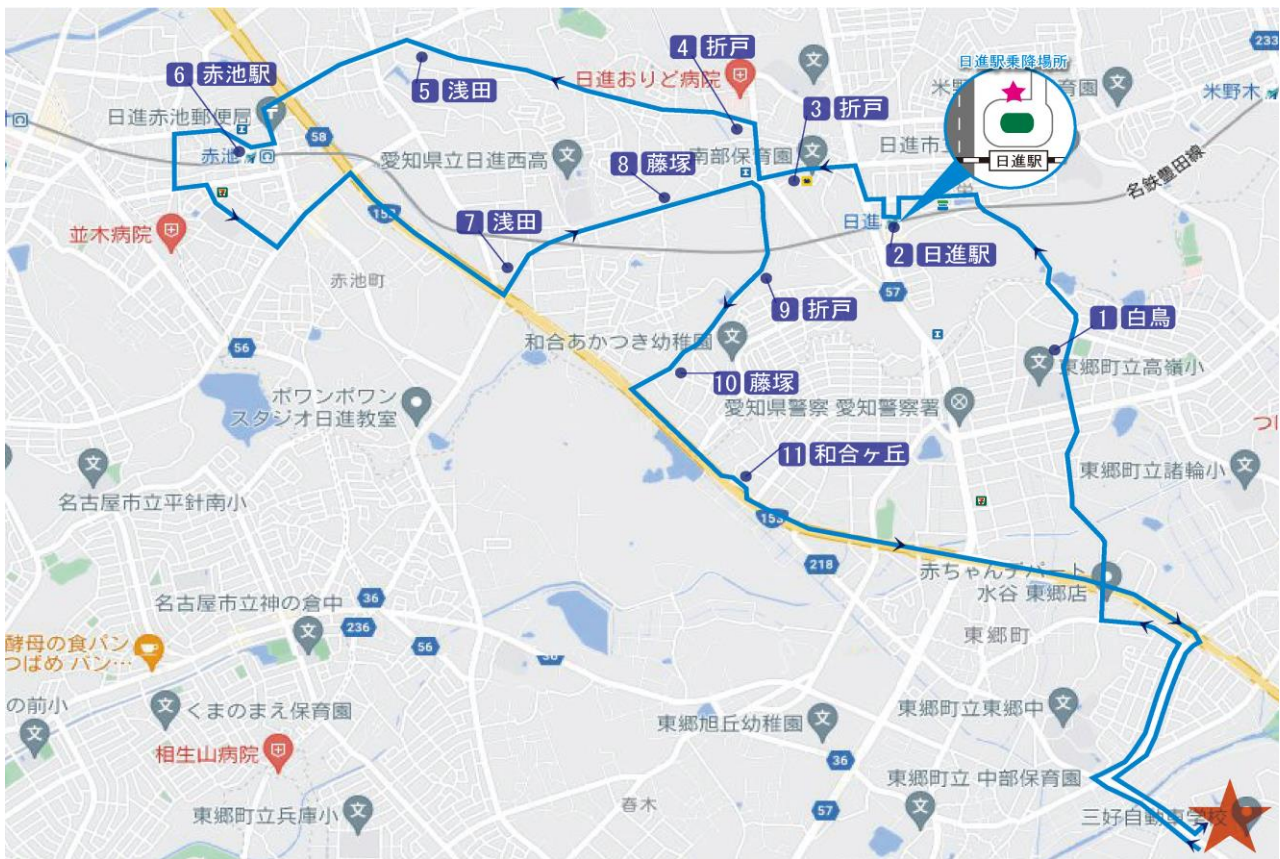 日進駅乗降場所
日進駅
233
4 折戸
6 赤池駅
日進おりど病院
5 浅田
米野木
日進赤池郵便局
3 折戸
58
赤池
愛知県立日進西高
南部保育園
8 藤塚
名鉄豊田線
153
7 浅田
日進
並木病院
2 日進駅
赤池町
9 折戸
57
1 白鳥
56
和合あかつき幼稚園
東郷町立高嶺小
10 藤塚
ポワンポワン
スタジオ日進教室
愛知県警察 愛知警察署
11 和合ヶ丘
東郷町立諸輪小
名古屋市立平針南小
153
218
赤ちゃんデパート
水谷 東郷店
名古屋市立神の倉中
36
236
東郷町
酵母の食パン
つばめ パン…
56
36
の前小
くまのまえ保育園
東郷旭丘幼稚園
東郷町立東郷中
相生山病院
36
東郷町立 中部保育園
東郷町立兵庫小
春木
57
三好自動車学校